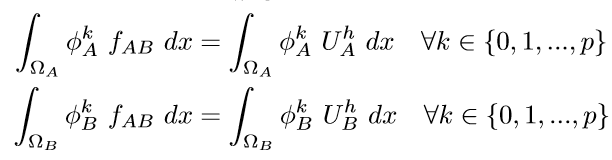 ∫_{Ω_A} ϕ_A^k f_{AB} dx = ∫_{Ω_A} ϕ_A^k U_A^h dx ∀k ∈ {0, 1, ..., p}
∫_{Ω_B} ϕ_B^k f_{AB} dx = ∫_{Ω_B} ϕ_B^k U_B^h dx ∀k ∈ {0, 1, ..., p}